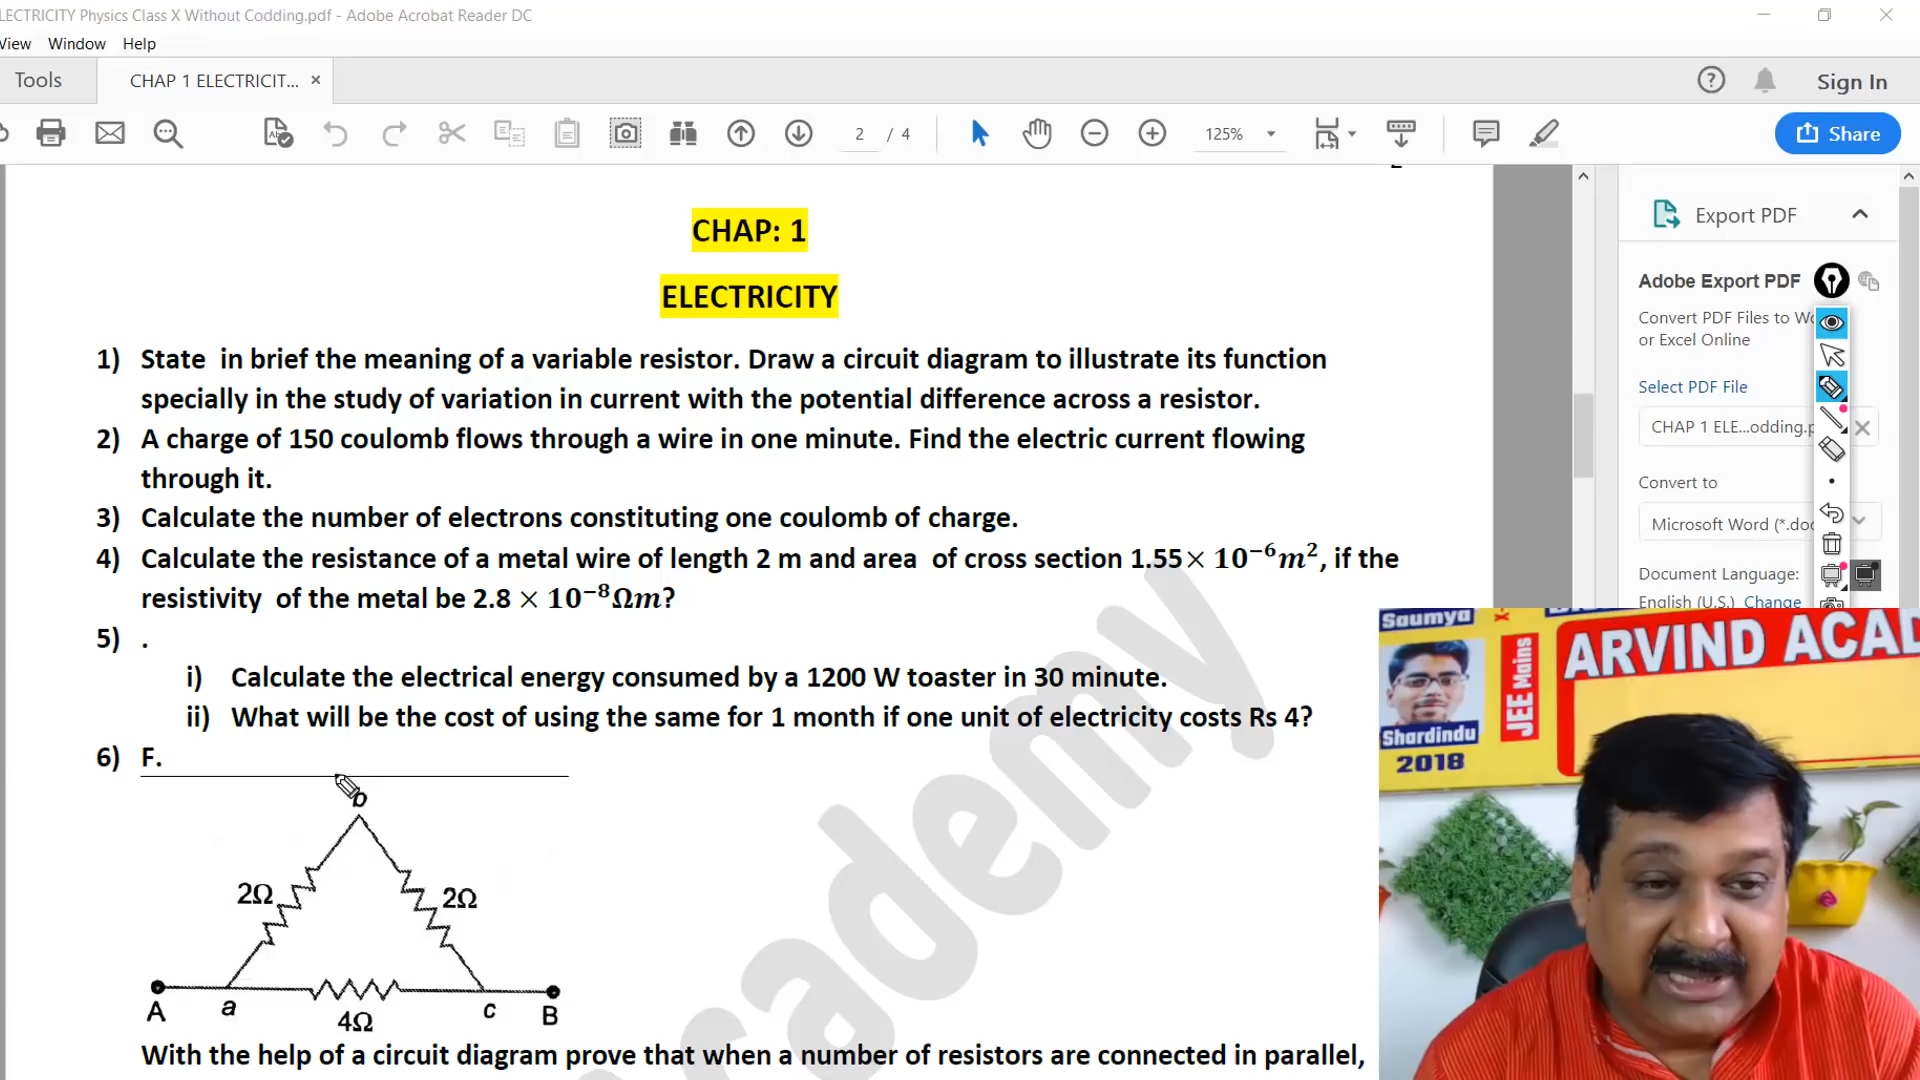 LECTRICITY Physics Class X Without Codding.pdf - Adobe Acrobat Reader DC
View Window Help
Tools CHAP 1 ELECTRICIT... × Sign In
2 / 4 125% Share
CHAP: 1
ELECTRICITY
1) State in brief the meaning of a variable resistor. Draw a circuit diagram to illustrate its function
specially in the study of variation in current with the potential difference across a resistor.
2) A charge of 150 coulomb flows through a wire in one minute. Find the electric current flowing
through it.
3) Calculate the number of electrons constituting one coulomb of charge.
4) Calculate the resistance of a metal wire of length 2 m and area of cross section 1.55× 10⁻⁶m², if the
resistivity of the metal be 2.8 × 10⁻⁸Ωm?
5) .
i) Calculate the electrical energy consumed by a 1200 W toaster in 30 minute.
ii) What will be the cost of using the same for 1 month if one unit of electricity costs Rs 4?
6) F.
b
2Ω 2Ω
A a c B
4Ω
With the help of a circuit diagram prove that when a number of resistors are connected in parallel,
ademy
Export PDF
Adobe Export PDF
Convert PDF Files to Wo
or Excel Online
Select PDF File
CHAP 1 ELE...odding.p
Convert to
Microsoft Word (*.doc
Document Language:
English (U.S.) Change
Saumya
ARVIND ACAD
JEE Mains
Shardindu
2018